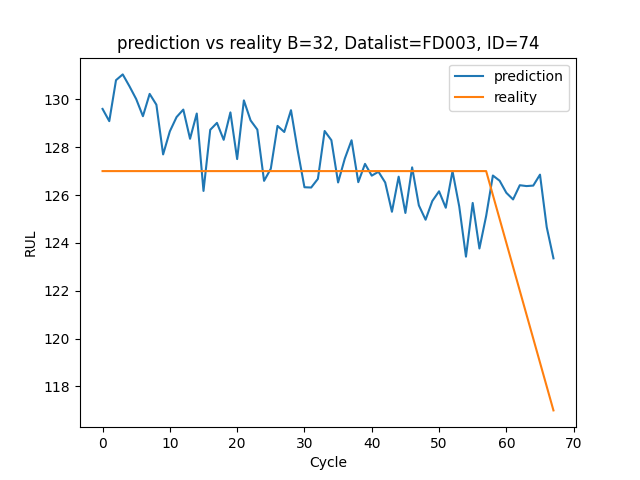 prediction vs reality B=32, Datalist=FD003, ID=74
prediction
reality
RUL
130
128
126
124
122
120
118
0 10 20 30 40 50 60 70
Cycle